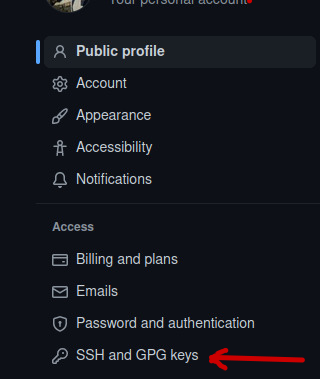 Your personal account
Public profile
Account
Appearance
Accessibility
Notifications
Access
Billing and plans
Emails
Password and authentication
SSH and GPG keys